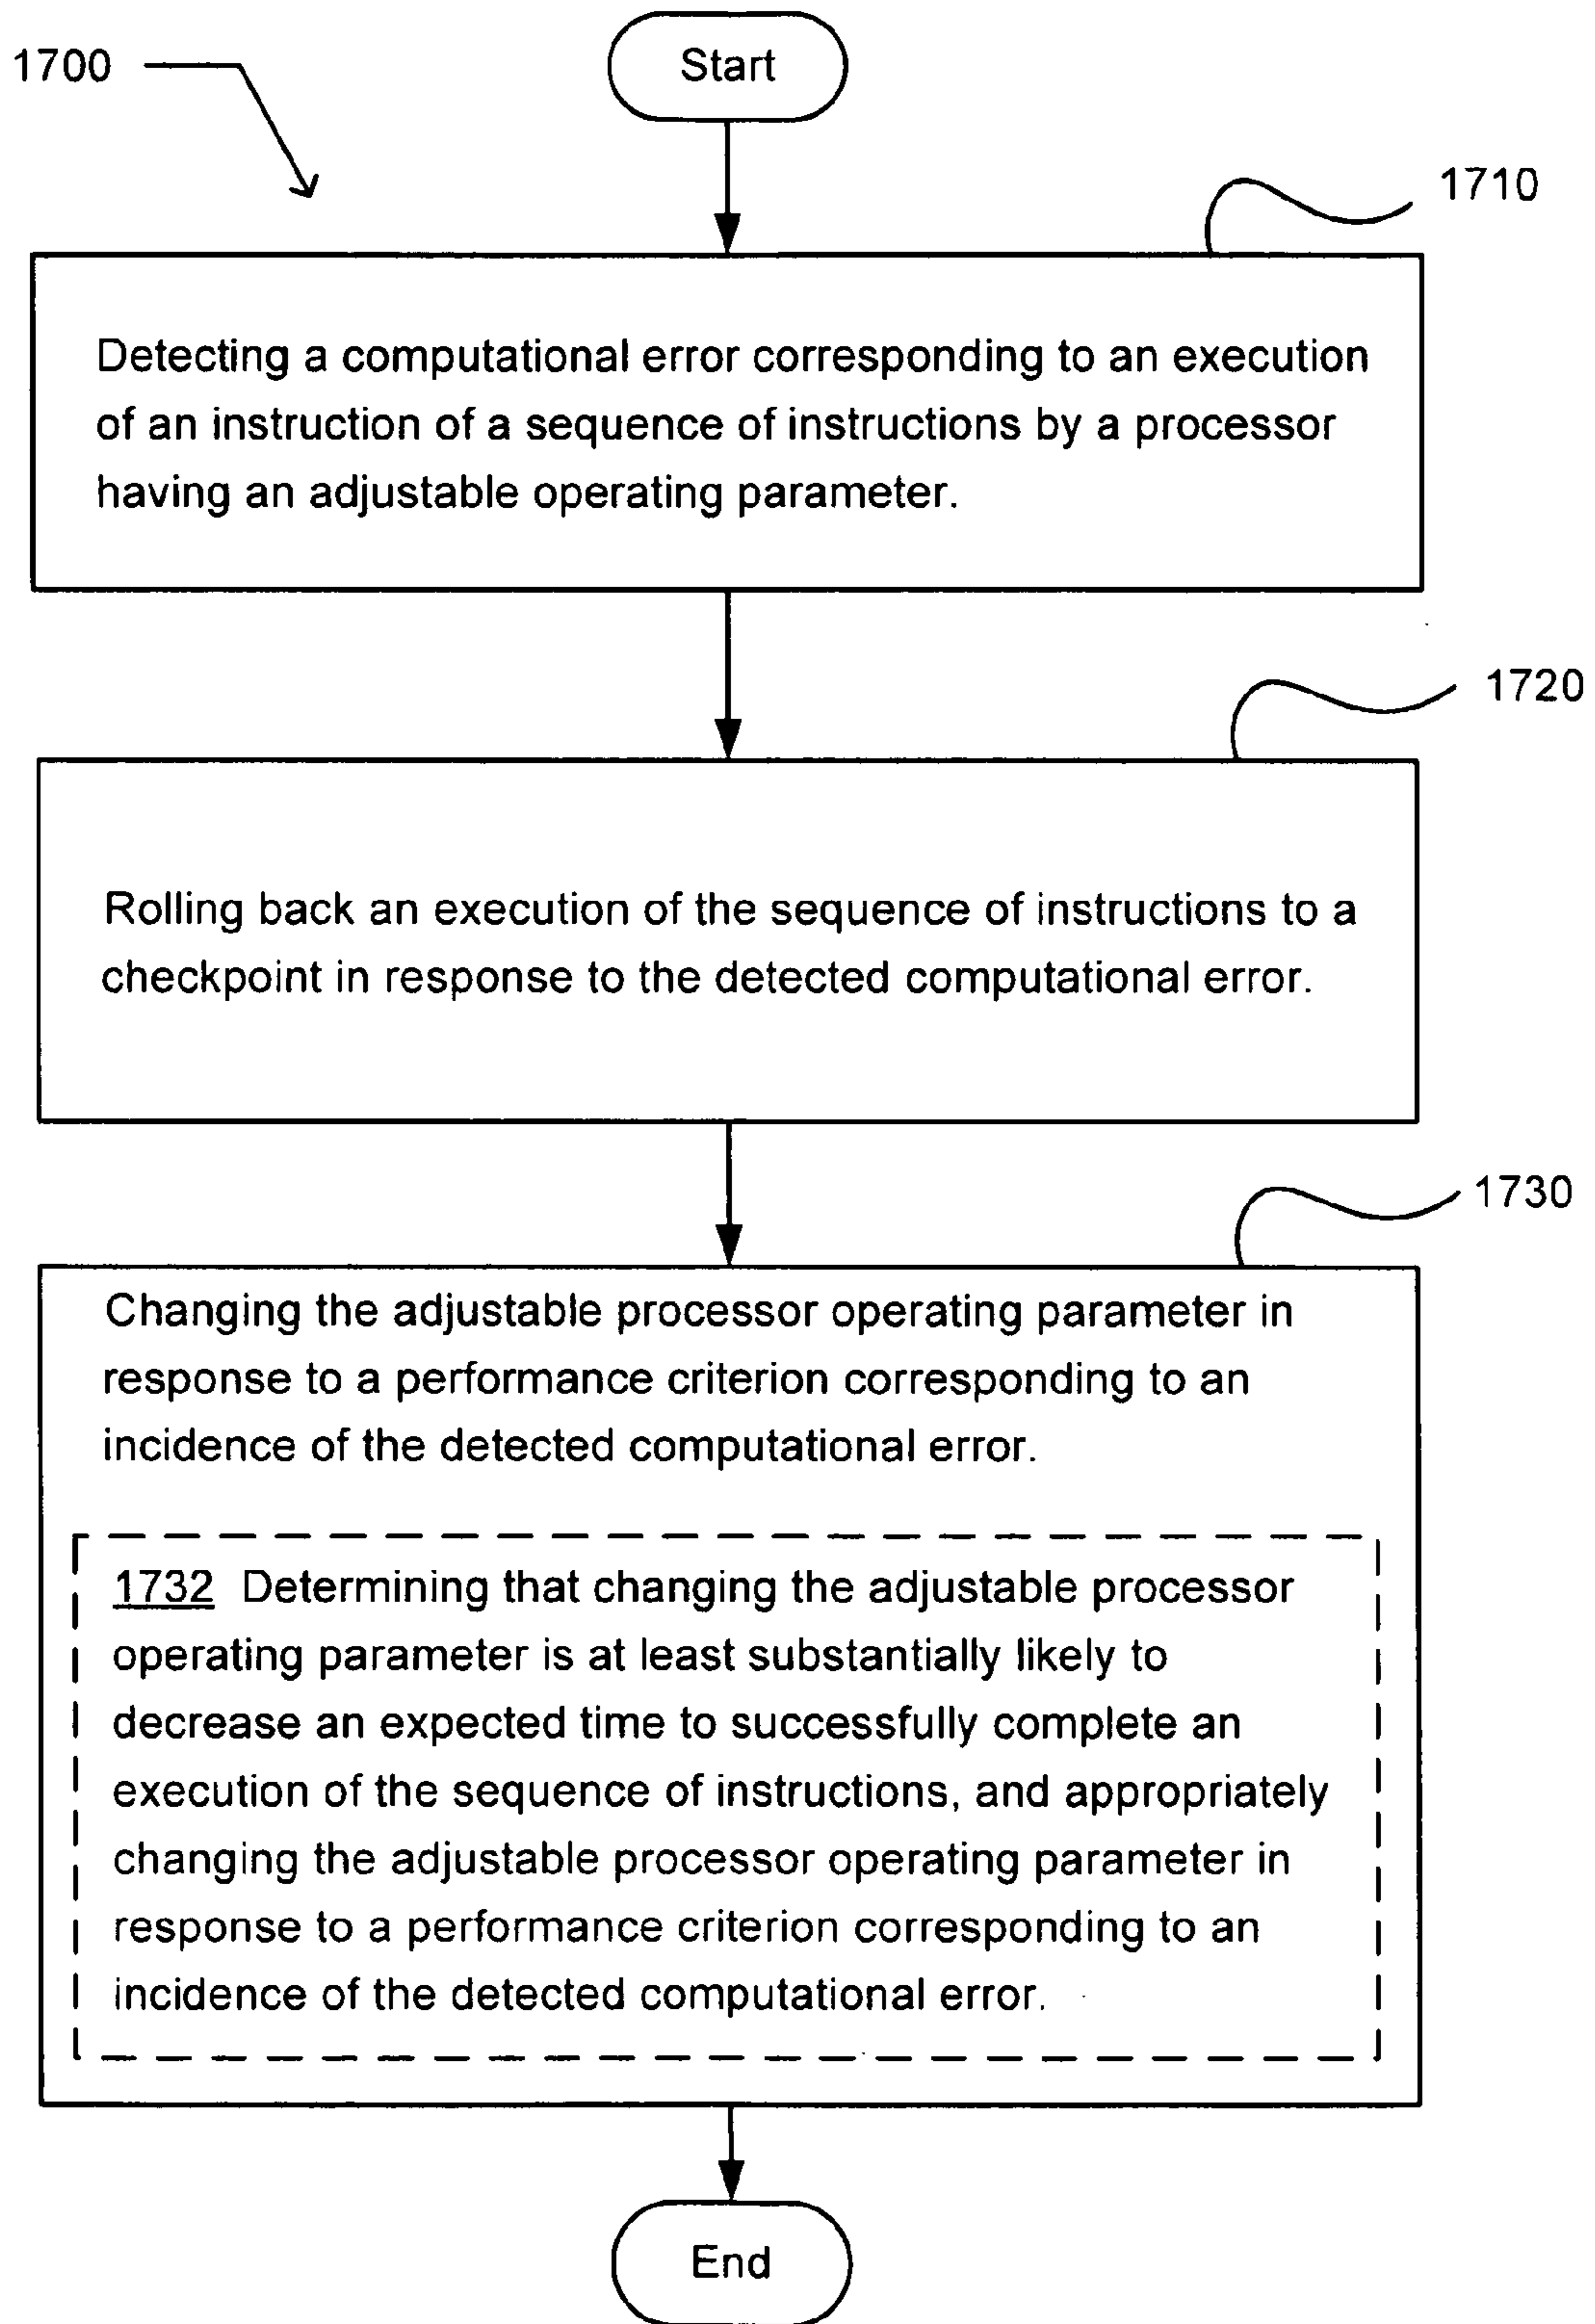 1700
Start
1710
Detecting a computational error corresponding to an execution
of an instruction of a sequence of instructions by a processor
having an adjustable operating parameter.
1720
Rolling back an execution of the sequence of instructions to a
checkpoint in response to the detected computational error.
1730
Changing the adjustable processor operating parameter in
response to a performance criterion corresponding to an
incidence of the detected computational error.
1732 Determining that changing the adjustable processor
operating parameter is at least substantially likely to
decrease an expected time to successfully complete an
execution of the sequence of instructions, and appropriately
changing the adjustable processor operating parameter in
response to a performance criterion corresponding to an
incidence of the detected computational error.
End